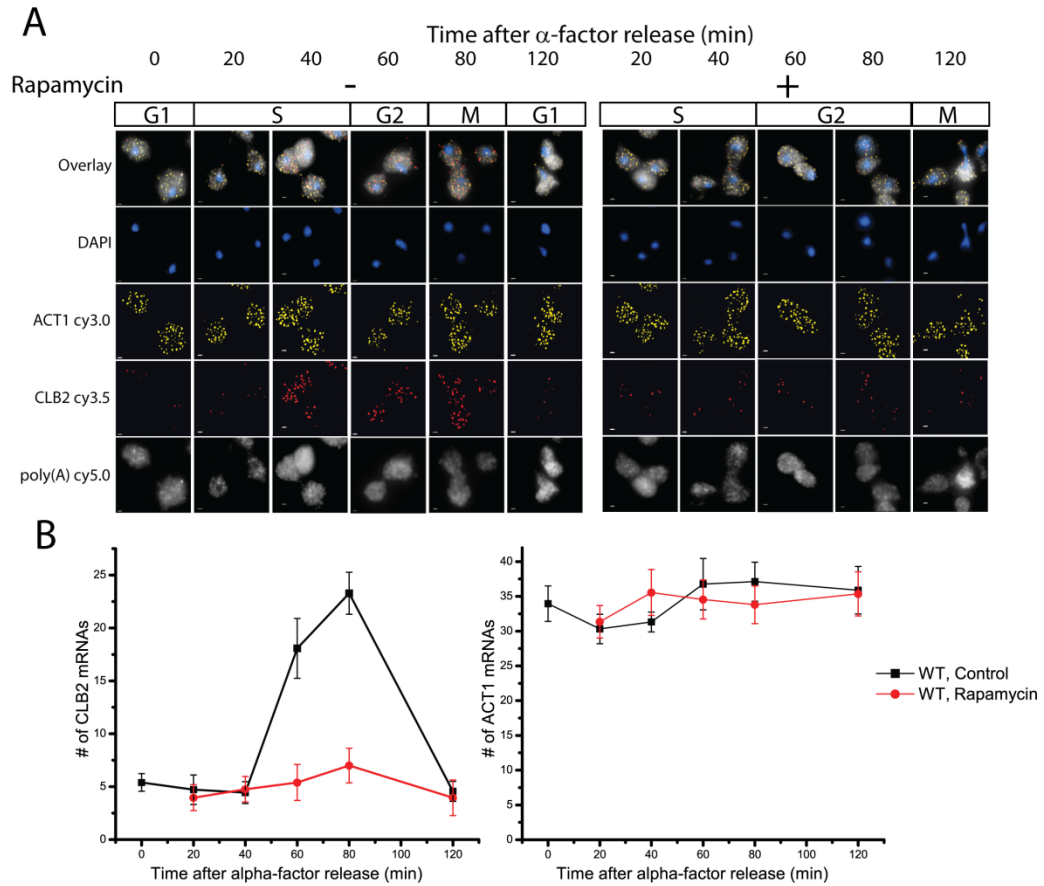 A
Time after α-factor release (min)
0 20 40 60 80 120 20 40 60 80 120
Rapamycin - +
G1 S G2 M G1 S G2 M
Overlay
DAPI
ACT1 cy3.0
CLB2 cy3.5
poly(A) cy5.0
B
# of CLB2 mRNAs
25
20
15
10
5
0
0 20 40 60 80 100 120
Time after alpha-factor release (min)
# of ACT1 mRNAs
40
35
30
25
20
15
10
5
0
0 20 40 60 80 100 120
Time after alpha-factor release (min)
WT, Control
WT, Rapamycin